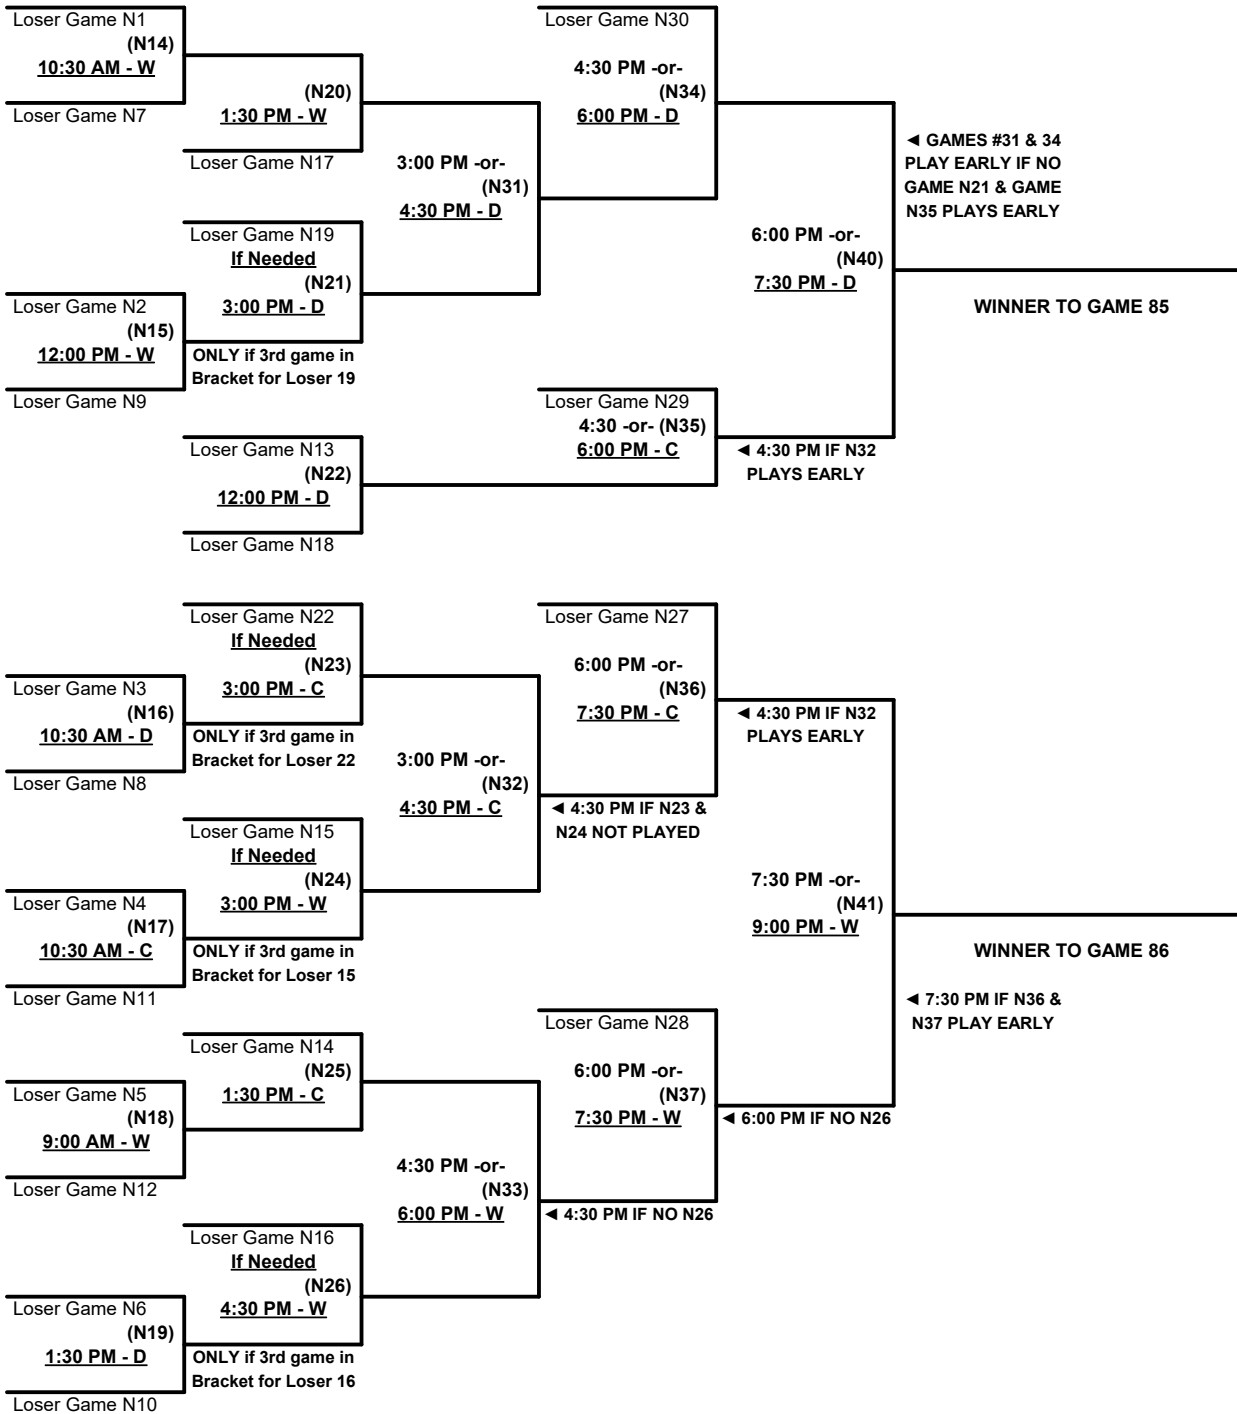 Loser Game N1
(N14)
10:30 AM - W
Loser Game N7
(N20)
1:30 PM - W
Loser Game N17
Loser Game N19
If Needed
(N21)
3:00 PM - D
ONLY if 3rd game in
Bracket for Loser 19
Loser Game N2
(N15)
12:00 PM - W
Loser Game N9
3:00 PM -or-
(N31)
4:30 PM - D
Loser Game N30
4:30 PM -or-
(N34)
6:00 PM - D
◄ GAMES #31 & 34
PLAY EARLY IF NO
GAME N21 & GAME
N35 PLAYS EARLY
6:00 PM -or-
(N40)
7:30 PM - D
WINNER TO GAME 85
Loser Game N29
4:30 -or- (N35)
6:00 PM - C
◄ 4:30 PM IF N32
PLAYS EARLY
Loser Game N13
(N22)
12:00 PM - D
Loser Game N18
Loser Game N22
If Needed
(N23)
3:00 PM - C
ONLY if 3rd game in
Bracket for Loser 22
Loser Game N3
(N16)
10:30 AM - D
Loser Game N8
3:00 PM -or-
(N32)
4:30 PM - C
Loser Game N27
6:00 PM -or-
(N36)
7:30 PM - C
◄ 4:30 PM IF N32
PLAYS EARLY
◄ 4:30 PM IF N23 &
N24 NOT PLAYED
Loser Game N15
If Needed
(N24)
3:00 PM - W
ONLY if 3rd game in
Bracket for Loser 15
Loser Game N4
(N17)
10:30 AM - C
Loser Game N11
7:30 PM -or-
(N41)
9:00 PM - W
WINNER TO GAME 86
◄ 7:30 PM IF N36 &
N37 PLAY EARLY
Loser Game N14
(N25)
1:30 PM - C
Loser Game N5
(N18)
9:00 AM - W
Loser Game N12
Loser Game N28
6:00 PM -or-
(N37)
7:30 PM - W
◄ 6:00 PM IF NO N26
4:30 PM -or-
(N33)
6:00 PM - W
◄ 4:30 PM IF NO N26
Loser Game N16
If Needed
(N26)
4:30 PM - W
ONLY if 3rd game in
Bracket for Loser 16
Loser Game N6
(N19)
1:30 PM - D
Loser Game N10